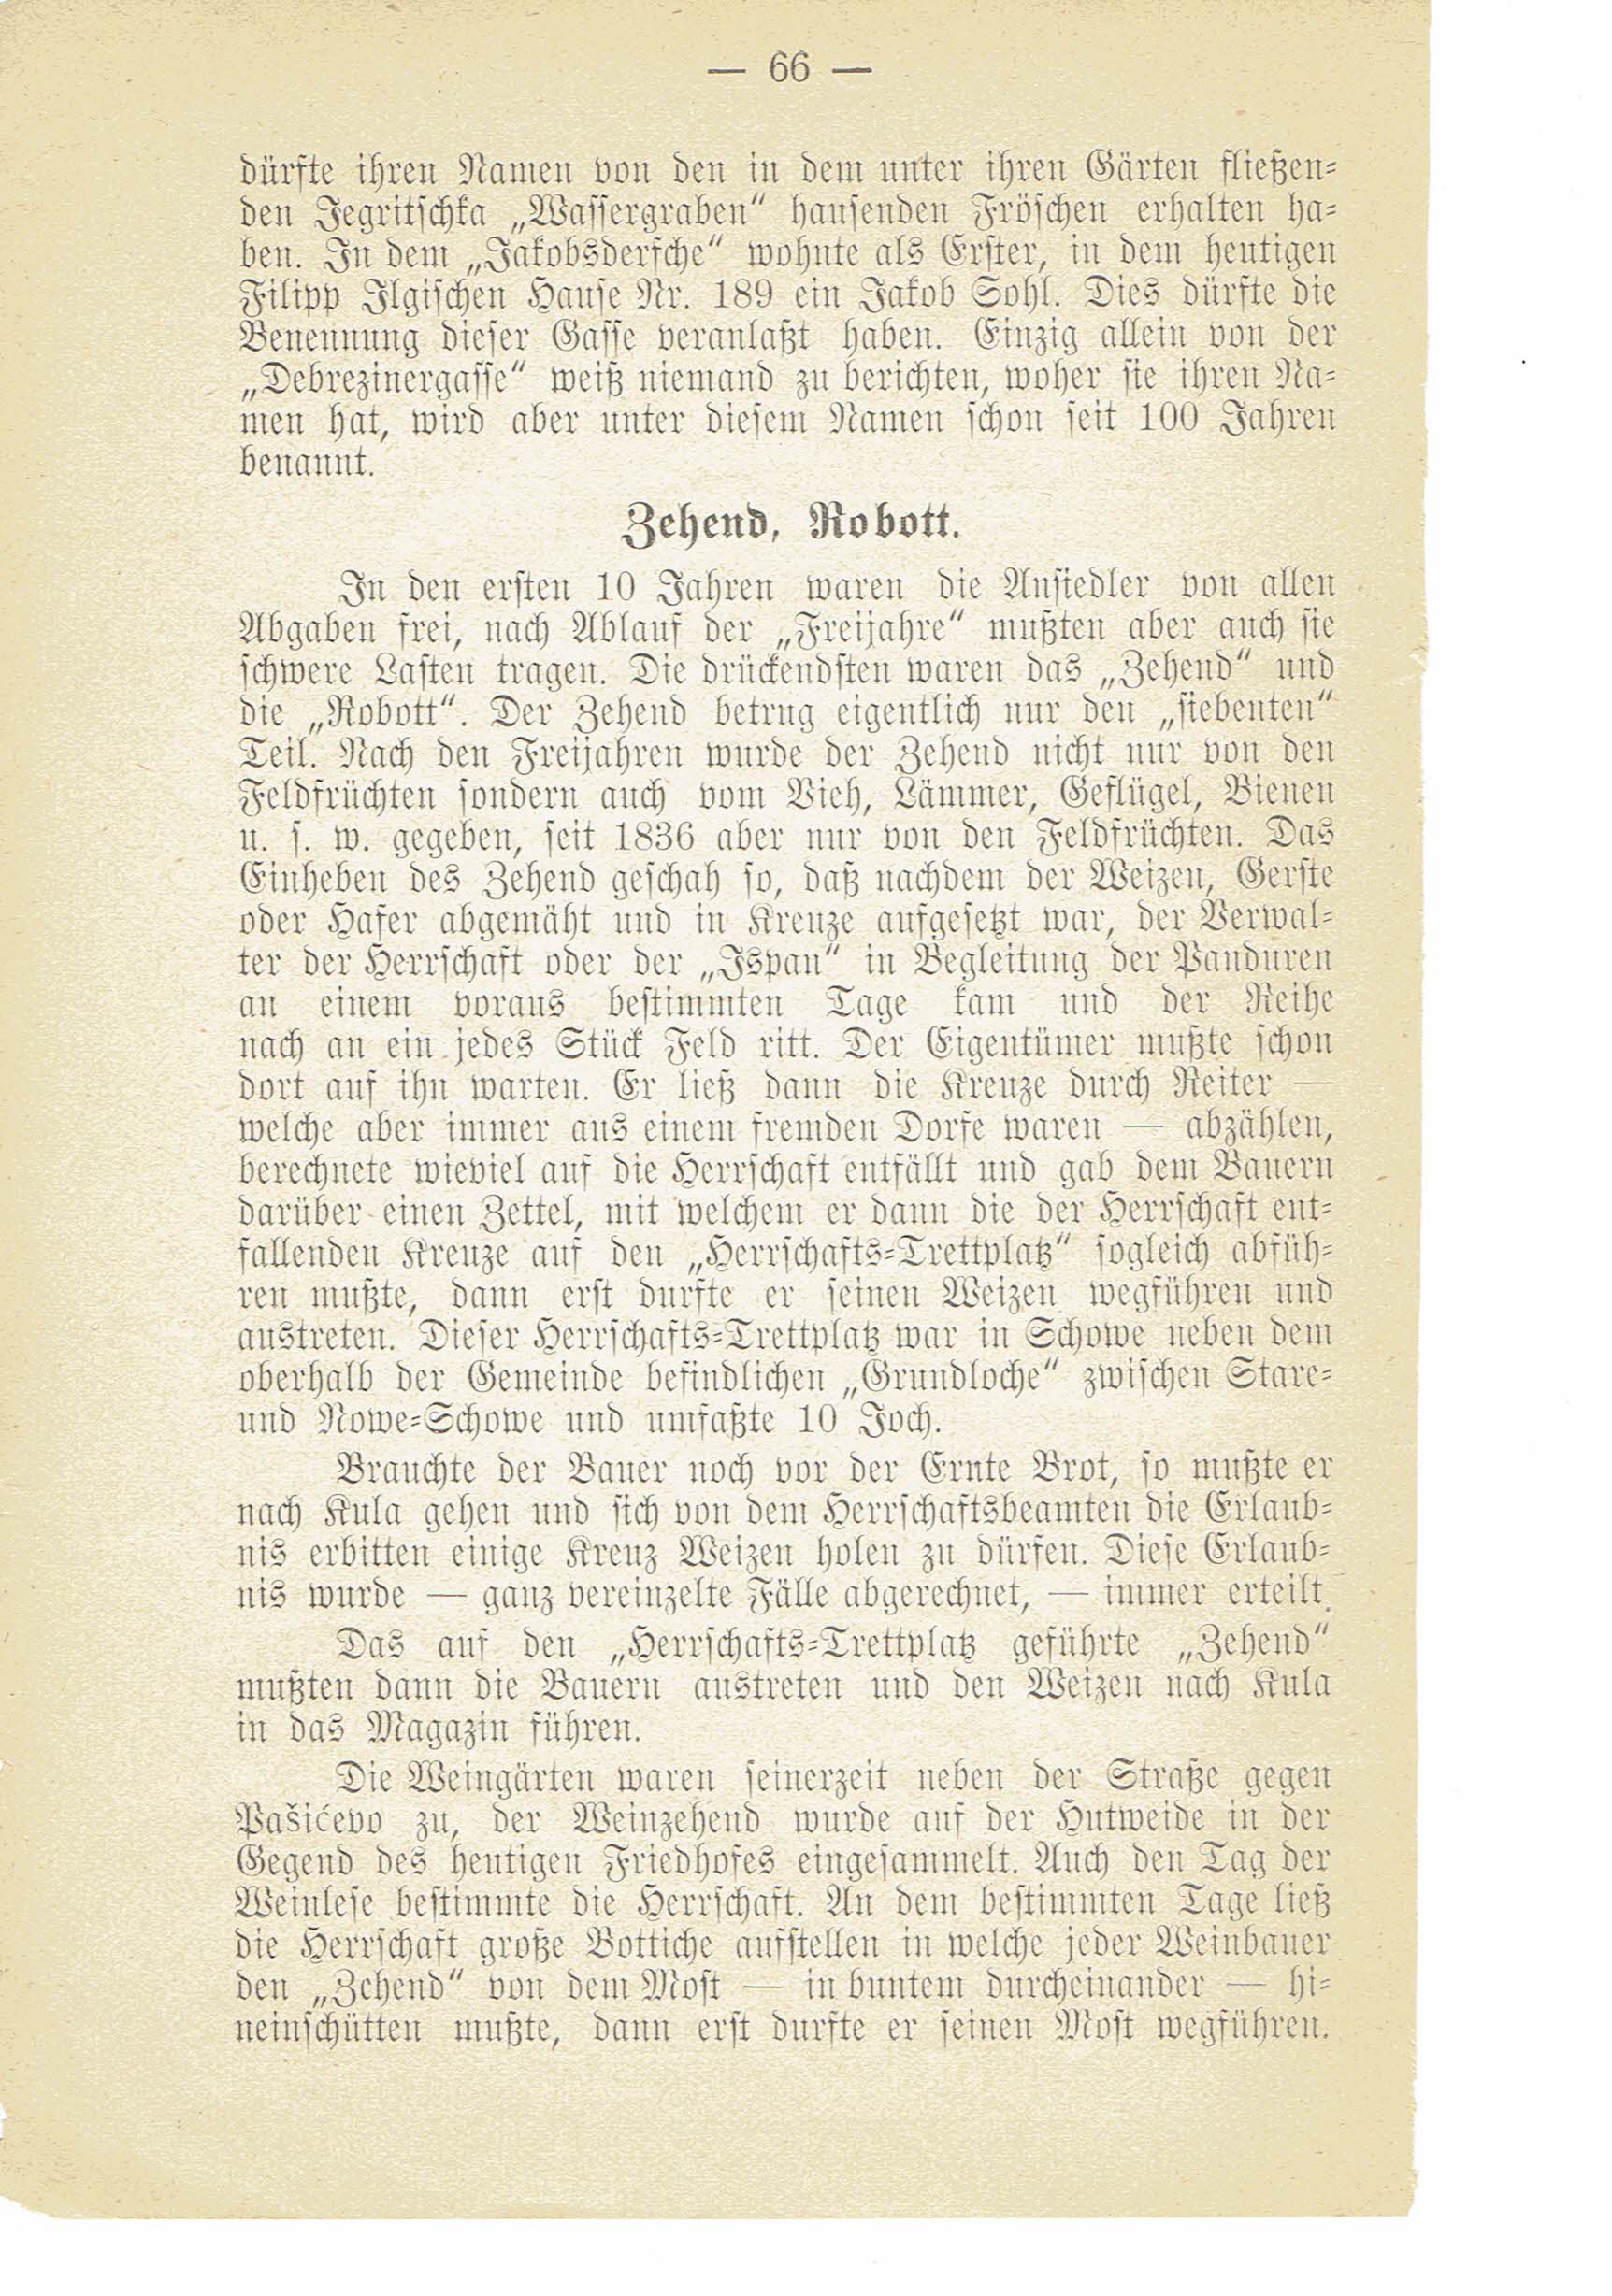 — 66 —
dürfte ihren Namen von den in dem unter ihren Gärten fließen-
den Jegritschka „Wassergraben“ hausenden Fröschen erhalten ha-
ben. In dem „Jakobsderfche“ wohnte als Erster, in dem heutigen
Filipp Ilgischen Hause Nr. 189 ein Jakob Sohl. Dies dürfte die
Benennung dieser Gasse veranlaßt haben. Einzig allein von der
„Debrezinergasse“ weiß niemand zu berichten, woher sie ihren Na-
men hat, wird aber unter diesem Namen schon seit 100 Jahren
benannt.
Zehend, Robott.
In den ersten 10 Jahren waren die Ansiedler von allen
Abgaben frei, nach Ablauf der „Freijahre“ mußten aber auch sie
schwere Lasten tragen. Die drückendsten waren das „Zehend“ und
die „Robott“. Der Zehend betrug eigentlich nur den „siebenten“
Teil. Nach den Freijahren wurde der Zehend nicht nur von den
Feldfrüchten sondern auch vom Vieh, Lämmer, Geflügel, Bienen
u. s. w. gegeben, seit 1836 aber nur von den Feldfrüchten. Das
Einheben des Zehend geschah so, daß nachdem der Weizen, Gerste
oder Hafer abgemäht und in Kreuze aufgesetzt war, der Verwal-
ter der Herrschaft oder der „Ispan“ in Begleitung der Panduren
an einem voraus bestimmten Tage kam und der Reihe
nach an ein jedes Stück Feld ritt. Der Eigentümer mußte schon
dort auf ihn warten. Er ließ dann die Kreuze durch Reiter —
welche aber immer aus einem fremden Dorfe waren — abzählen,
berechnete wieviel auf die Herrschaft entfällt und gab dem Bauern
darüber einen Zettel, mit welchem er dann die der Herrschaft ent-
fallenden Kreuze auf den „Herrschafts-Trettplatz“ sogleich abfüh-
ren mußte, dann erst durfte er seinen Weizen wegführen und
austreten. Dieser Herrschafts-Trettplatz war in Schowe neben dem
oberhalb der Gemeinde befindlichen „Grundloche“ zwischen Stare-
und Nowe-Schowe und umfaßte 10 Joch.
Brauchte der Bauer noch vor der Ernte Brot, so mußte er
nach Kula gehen und sich von dem Herrschaftsbeamten die Erlaub-
nis erbitten einige Kreuz Weizen holen zu dürfen. Diese Erlaub-
nis wurde — ganz vereinzelte Fälle abgerechnet, — immer erteilt.
Das auf den „Herrschafts-Trettplatz geführte „Zehend“
mußten dann die Bauern austreten und den Weizen nach Kula
in das Magazin führen.
Die Weingärten waren seinerzeit neben der Straße gegen
Pašićevo zu, der Weinzehend wurde auf der Hutweide in der
Gegend des heutigen Friedhofes eingesammelt. Auch den Tag der
Weinlese bestimmte die Herrschaft. An dem bestimmten Tage ließ
die Herrschaft große Bottiche aufstellen in welche jeder Weinbauer
den „Zehend“ von dem Most — in buntem durcheinander — hi-
neinschütten mußte, dann erst durfte er seinen Most wegführen.